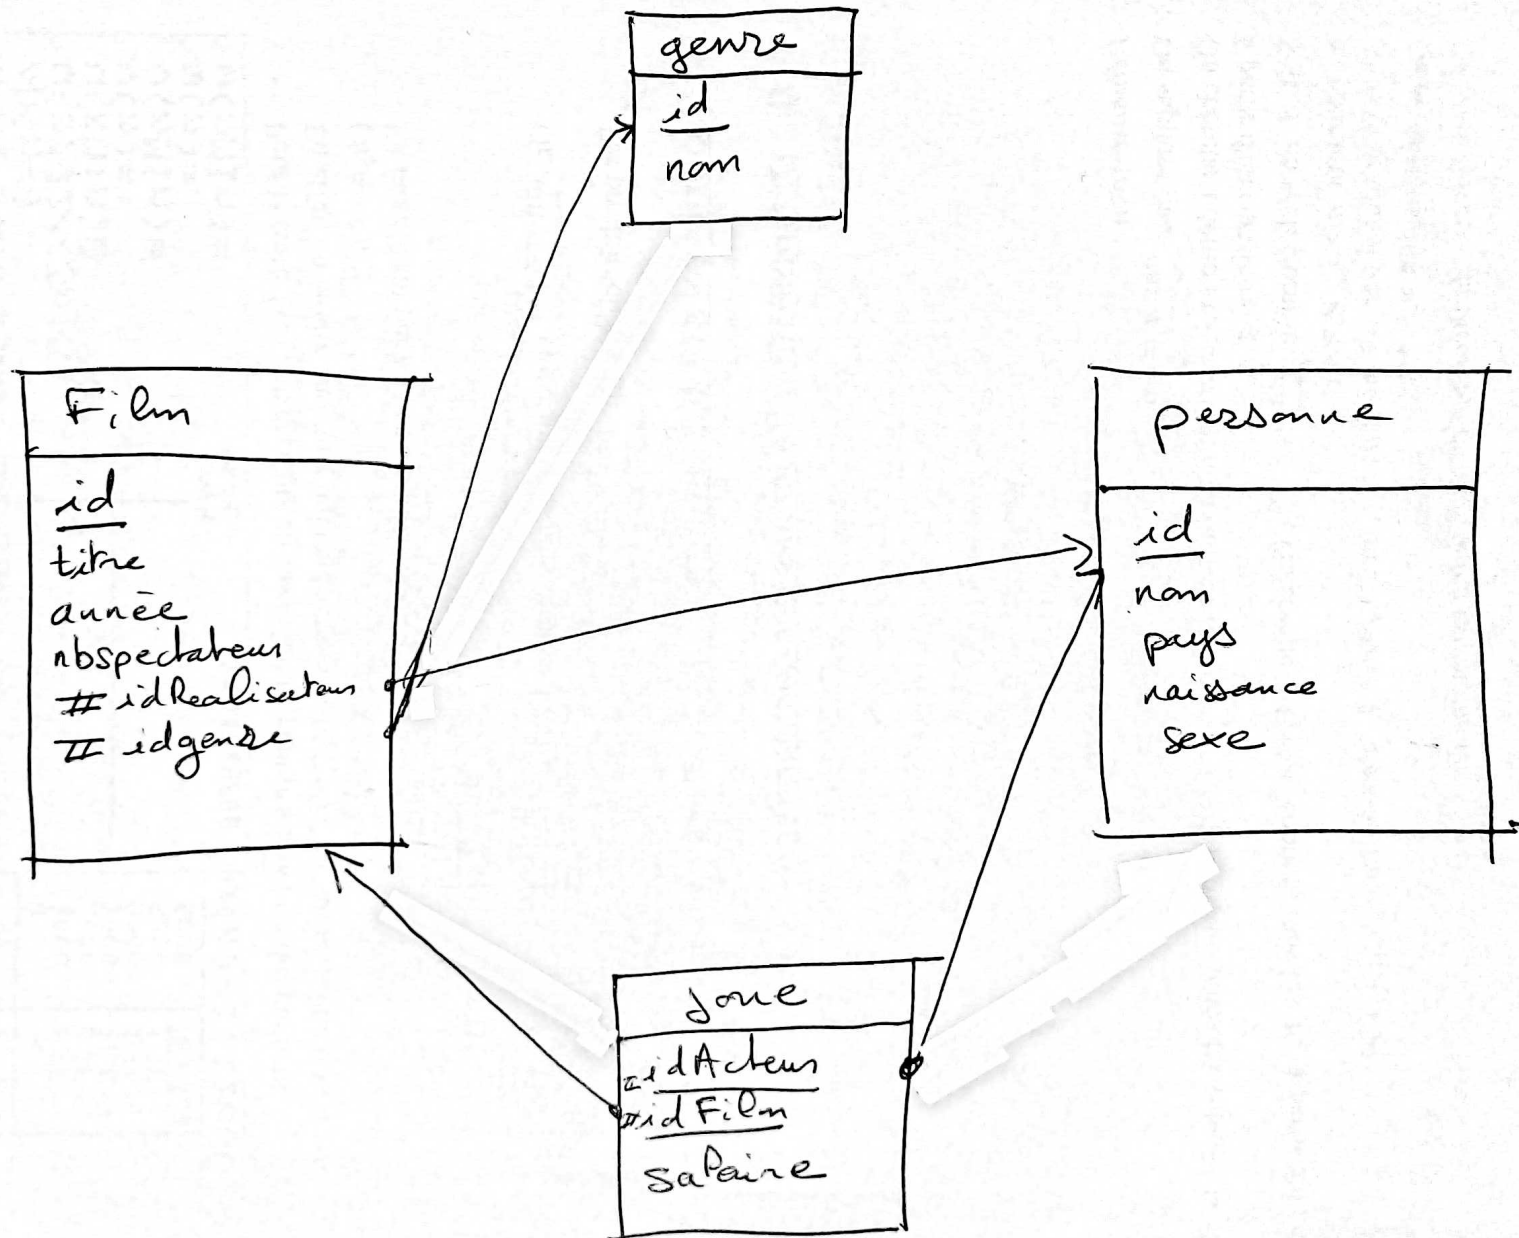 genre
id
nom
Film
id
titre
année
nbspectateur
# idRealisateur
# idgenre
personne
id
nom
pays
naissance
sexe
joue
#idActeur
#idFilm
salaire